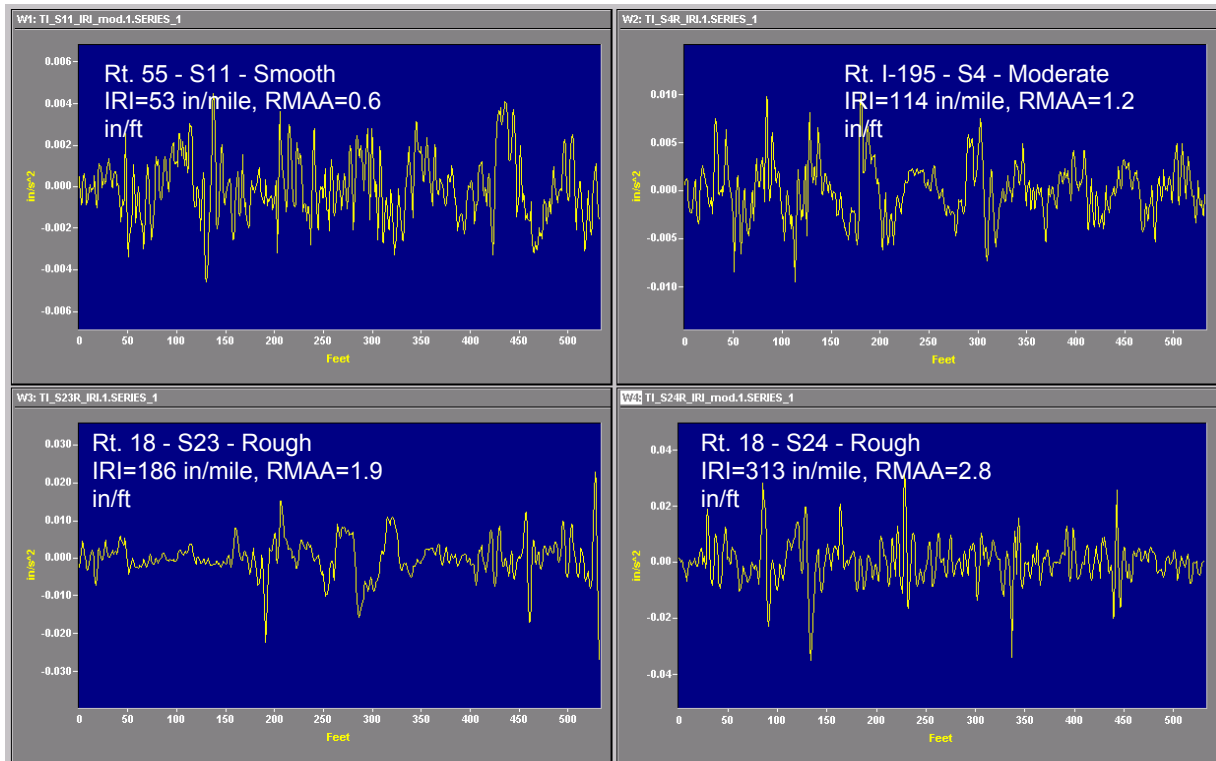 W1: TI_S11_IRI_mod.1.SERIES_1
Rt. 55 - S11 - Smooth
IRI=53 in/mile, RMAA=0.6
in/ft
0.006
0.004
0.002
0.000
-0.002
-0.004
-0.006
in/s^2
0 50 100 150 200 250 300 350 400 450 500
Feet
W2: TI_S4R_IRI.1.SERIES_1
Rt. I-195 - S4 - Moderate
IRI=114 in/mile, RMAA=1.2
in/ft
0.010
0.005
0.000
-0.005
-0.010
in/s^2
0 50 100 150 200 250 300 350 400 450 500
Feet
W3: TI_S23R_IRI.1.SERIES_1
Rt. 18 - S23 - Rough
IRI=186 in/mile, RMAA=1.9
in/ft
0.030
0.020
0.010
0.000
-0.010
-0.020
-0.030
in/s^2
0 50 100 150 200 250 300 350 400 450 500
Feet
W4: TI_S24R_IRI_mod.1.SERIES_1
Rt. 18 - S24 - Rough
IRI=313 in/mile, RMAA=2.8
in/ft
0.04
0.02
0.00
-0.02
-0.04
in/s^2
0 50 100 150 200 250 300 350 400 450 500
Feet